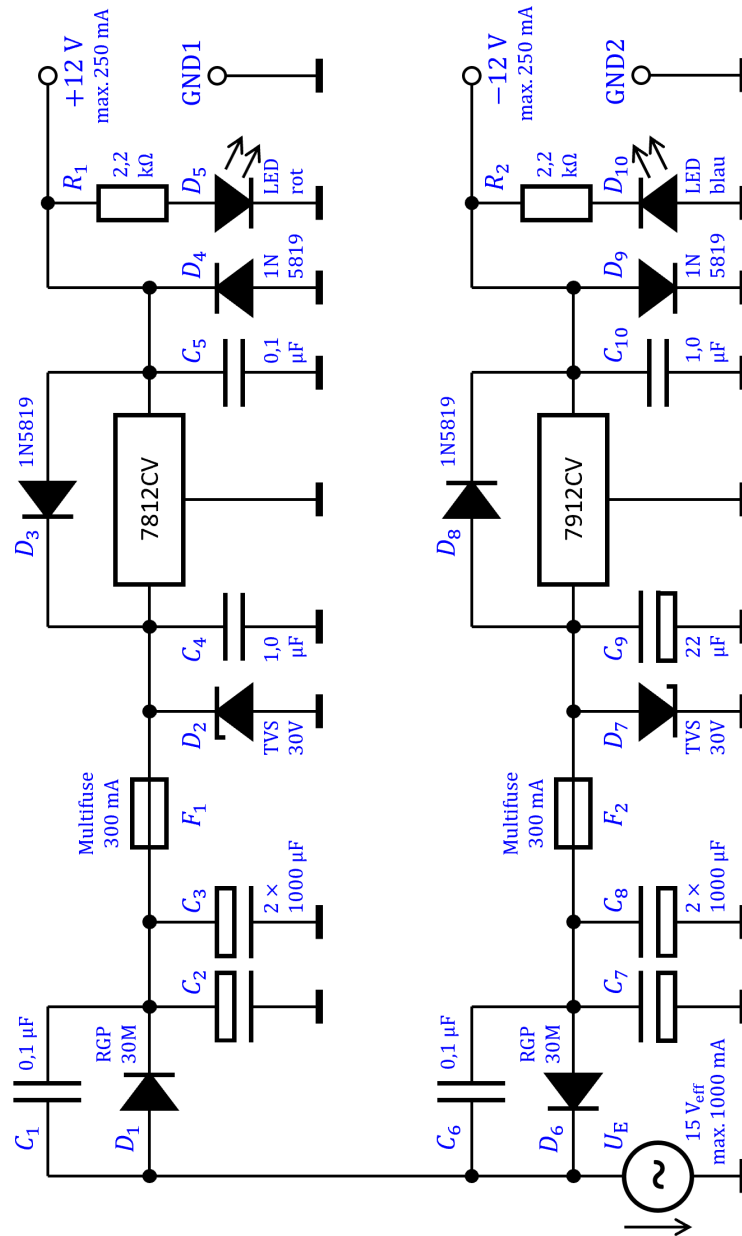 C₁
0,1 µF
D₁
RGP
30M
C₂
C₃
2 ×
1000 µF
Multifuse
300 mA
F₁
D₂
TVS
30V
C₄
1,0
µF
D₃
1N5819
7812CV
C₅
0,1
µF
D₄
1N
5819
R₁
2,2
kΩ
D₅
LED
rot
+12 V
max. 250 mA
GND1
C₆
0,1 µF
D₆
RGP
30M
U_E
15 V_eff
max. 1000 mA
~
C₇
C₈
2 ×
1000 µF
Multifuse
300 mA
F₂
D₇
TVS
30V
C₉
22
µF
D₈
1N5819
7912CV
C₁₀
1,0
µF
D₉
1N
5819
R₂
2,2
kΩ
D₁₀
LED
blau
−12 V
max. 250 mA
GND2